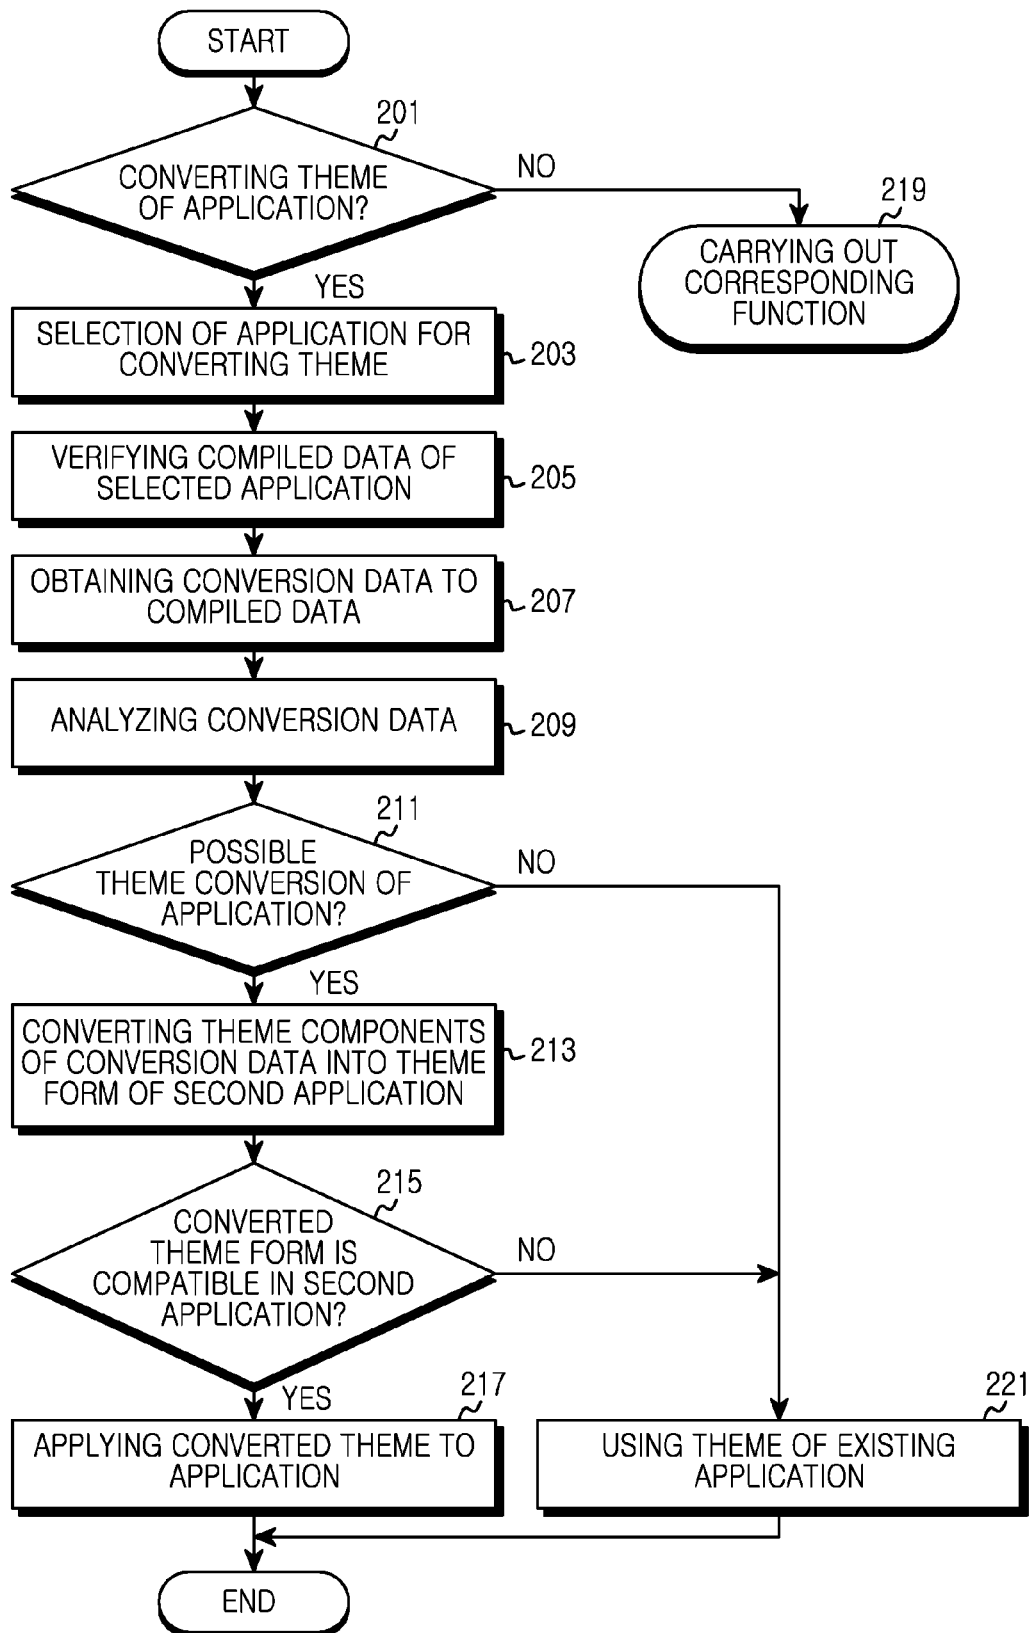 START
201
CONVERTING THEME
OF APPLICATION?
NO
219
CARRYING OUT
CORRESPONDING
FUNCTION
YES
SELECTION OF APPLICATION FOR
CONVERTING THEME
203
VERIFYING COMPILED DATA OF
SELECTED APPLICATION
205
OBTAINING CONVERSION DATA TO
COMPILED DATA
207
ANALYZING CONVERSION DATA
209
211
POSSIBLE
THEME CONVERSION OF
APPLICATION?
NO
YES
CONVERTING THEME COMPONENTS
OF CONVERSION DATA INTO THEME
FORM OF SECOND APPLICATION
213
215
CONVERTED
THEME FORM IS
COMPATIBLE IN SECOND
APPLICATION?
NO
YES
217
APPLYING CONVERTED THEME TO
APPLICATION
221
USING THEME OF EXISTING
APPLICATION
END